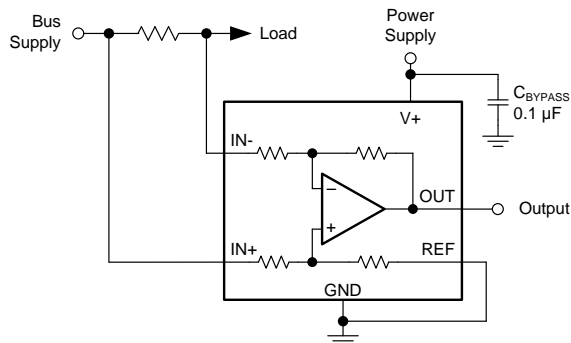 Bus
Supply
Load
Power
Supply
C_BYPASS
0.1 µF
V+
IN-
−
OUT
Output
+
IN+
REF
GND